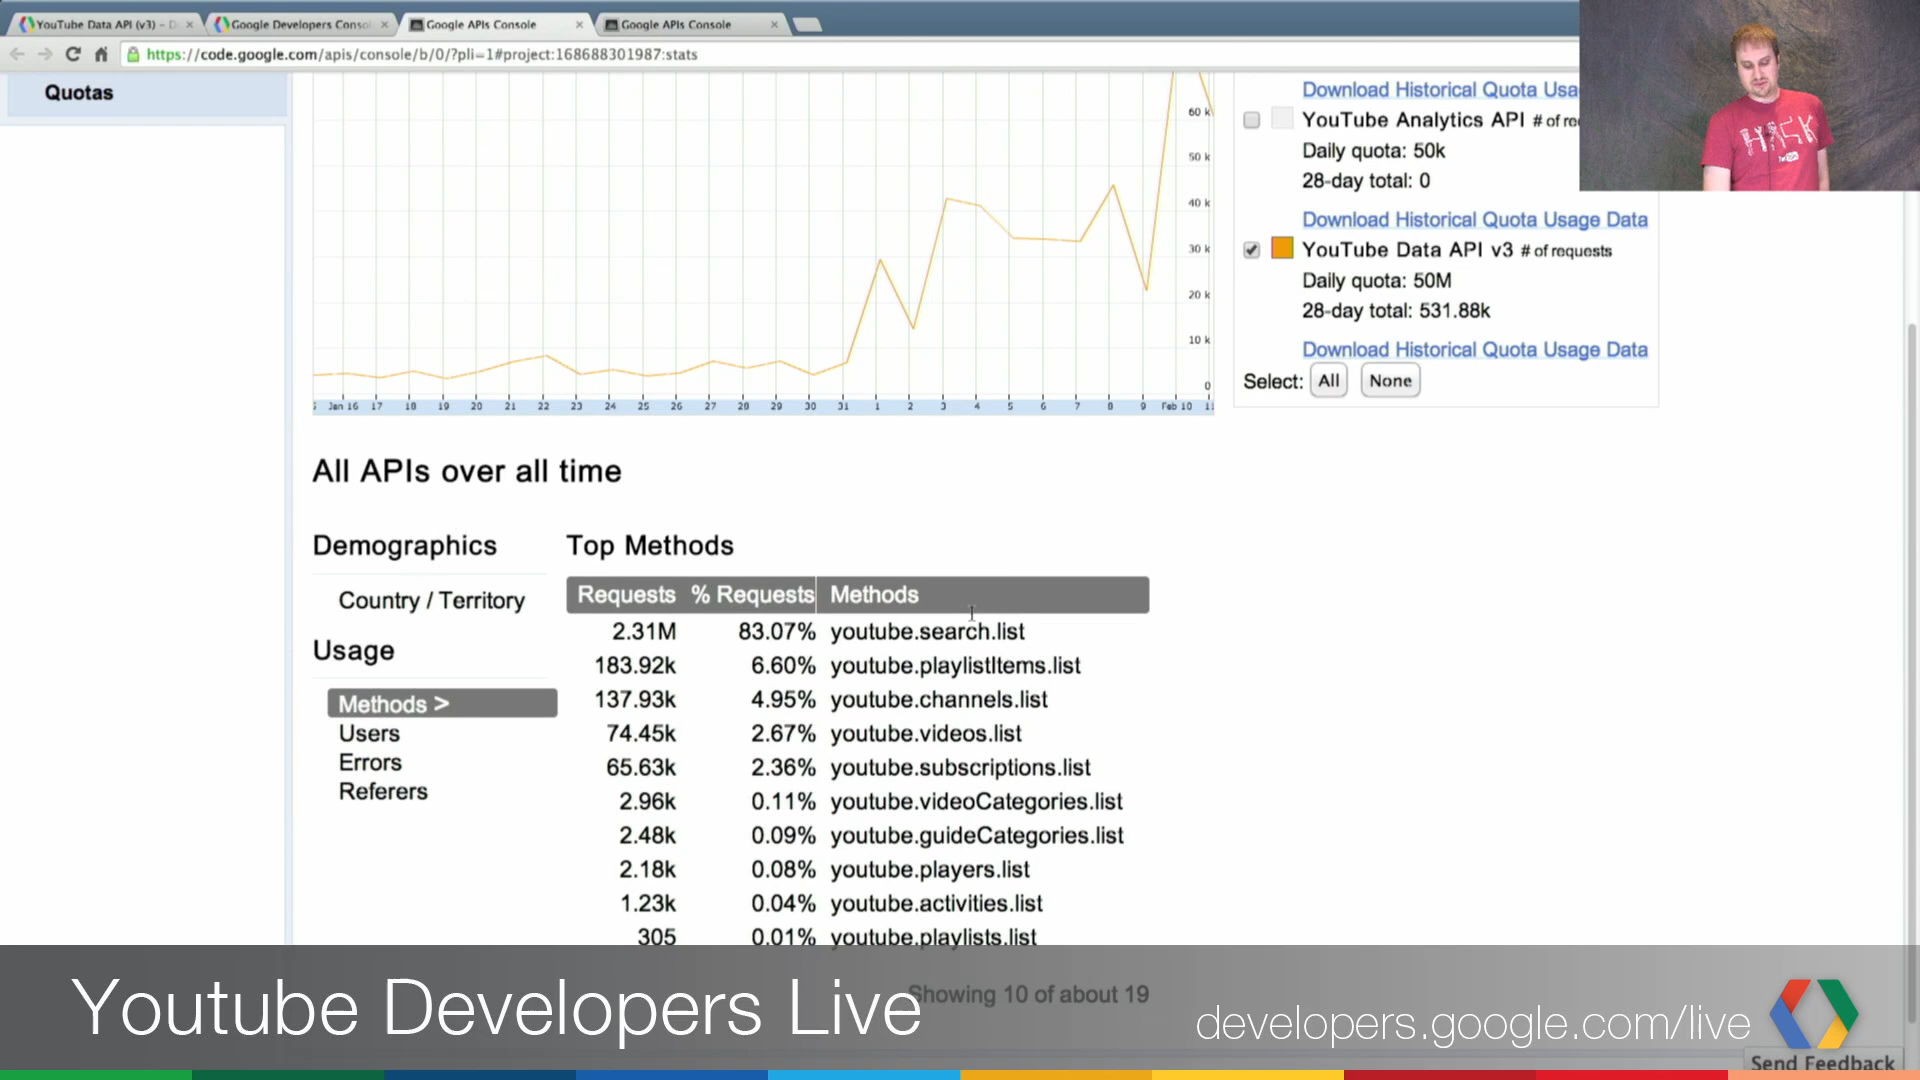 YouTube Data API (v3) –
Google Developers Consol
Google APIs Console
Google APIs Console
https://code.google.com/apis/console/b/0/?pli=1#project:168688301987:stats
Quotas
60 k
50 k
40 k
30 k
20 k
10 k
0
Jan 16 17 18 19 20 21 22 23 24 25 26 27 28 29 30 31 1 2 3 4 5 6 7 8 9 Feb 10
Download Historical Quota Usa
YouTube Analytics API # of re
Daily quota: 50k
28-day total: 0
Download Historical Quota Usage Data
YouTube Data API v3 # of requests
Daily quota: 50M
28-day total: 531.88k
Download Historical Quota Usage Data
Select: All None
HACK
All APIs over all time
Demographics
Country / Territory
Usage
Methods >
Users
Errors
Referers
Top Methods
Requests % Requests Methods
2.31M 83.07% youtube.search.list
183.92k 6.60% youtube.playlistItems.list
137.93k 4.95% youtube.channels.list
74.45k 2.67% youtube.videos.list
65.63k 2.36% youtube.subscriptions.list
2.96k 0.11% youtube.videoCategories.list
2.48k 0.09% youtube.guideCategories.list
2.18k 0.08% youtube.players.list
1.23k 0.04% youtube.activities.list
305 0.01% youtube.playlists.list
Showing 10 of about 19
Youtube Developers Live
developers.google.com/live
Send Feedback